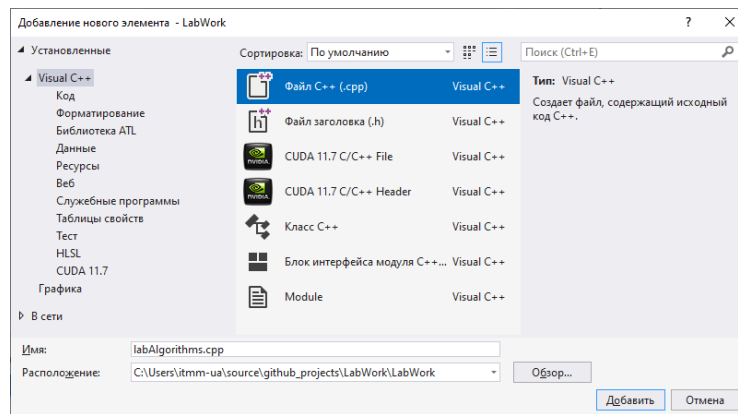 Добавление нового элемента - LabWork
? ×
Установленные
Сортировка: По умолчанию
Поиск (Ctrl+E)
Visual C++
Код
Форматирование
Библиотека ATL
Данные
Ресурсы
Веб
Служебные программы
Таблицы свойств
Тест
HLSL
CUDA 11.7
Графика
В сети
Файл C++ (.cpp) Visual C++
Файл заголовка (.h) Visual C++
CUDA 11.7 C/C++ File Visual C++
CUDA 11.7 C/C++ Header Visual C++
Класс C++ Visual C++
Блок интерфейса модуля C++... Visual C++
Module Visual C++
Тип: Visual C++
Создает файл, содержащий исходный
код C++.
Имя: labAlgorithms.cpp
Расположение: C:\Users\itmm-ua\source\github_projects\LabWork\LabWork
Обзор...
Добавить Отмена